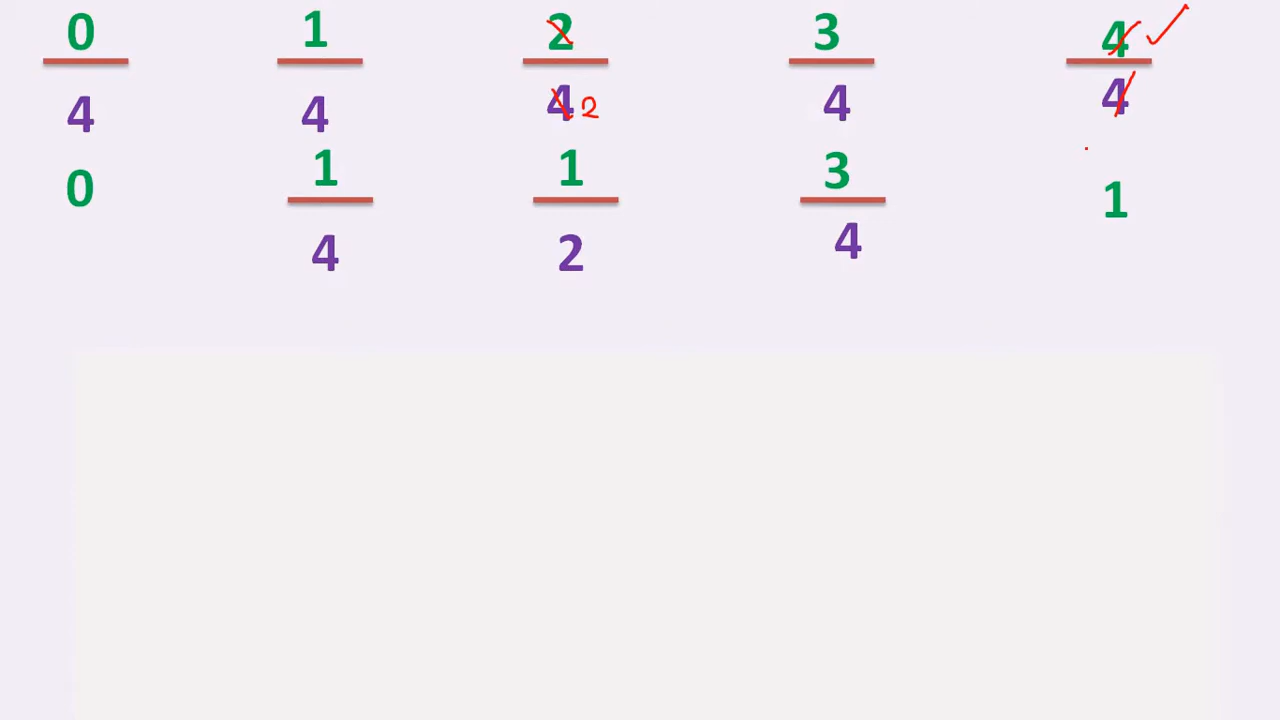 0 1 2 3 4
4 4 4 2 4 4
0 1 1 3 1
4 2 4